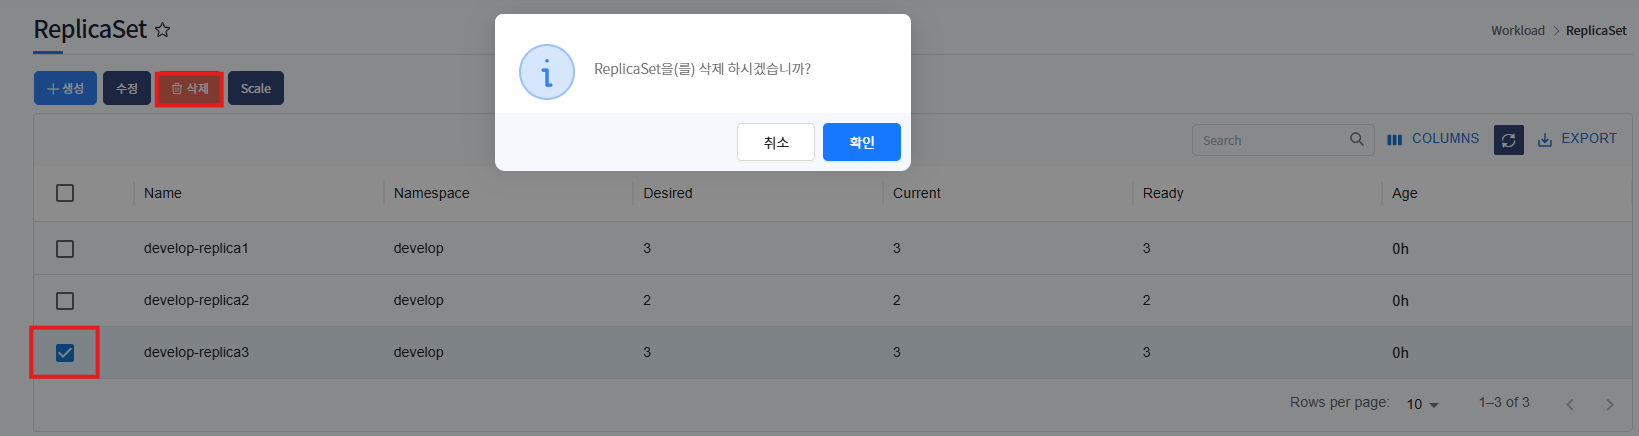 ReplicaSet
Workload > ReplicaSet
생성 수정 삭제 Scale
ReplicaSet을(를) 삭제 하시겠습니까?
취소 확인
Search COLUMNS EXPORT
Name Namespace Desired Current Ready Age
develop-replica1 develop 3 3 3 0h
develop-replica2 develop 2 2 2 0h
develop-replica3 develop 3 3 3 0h
Rows per page: 10 1–3 of 3